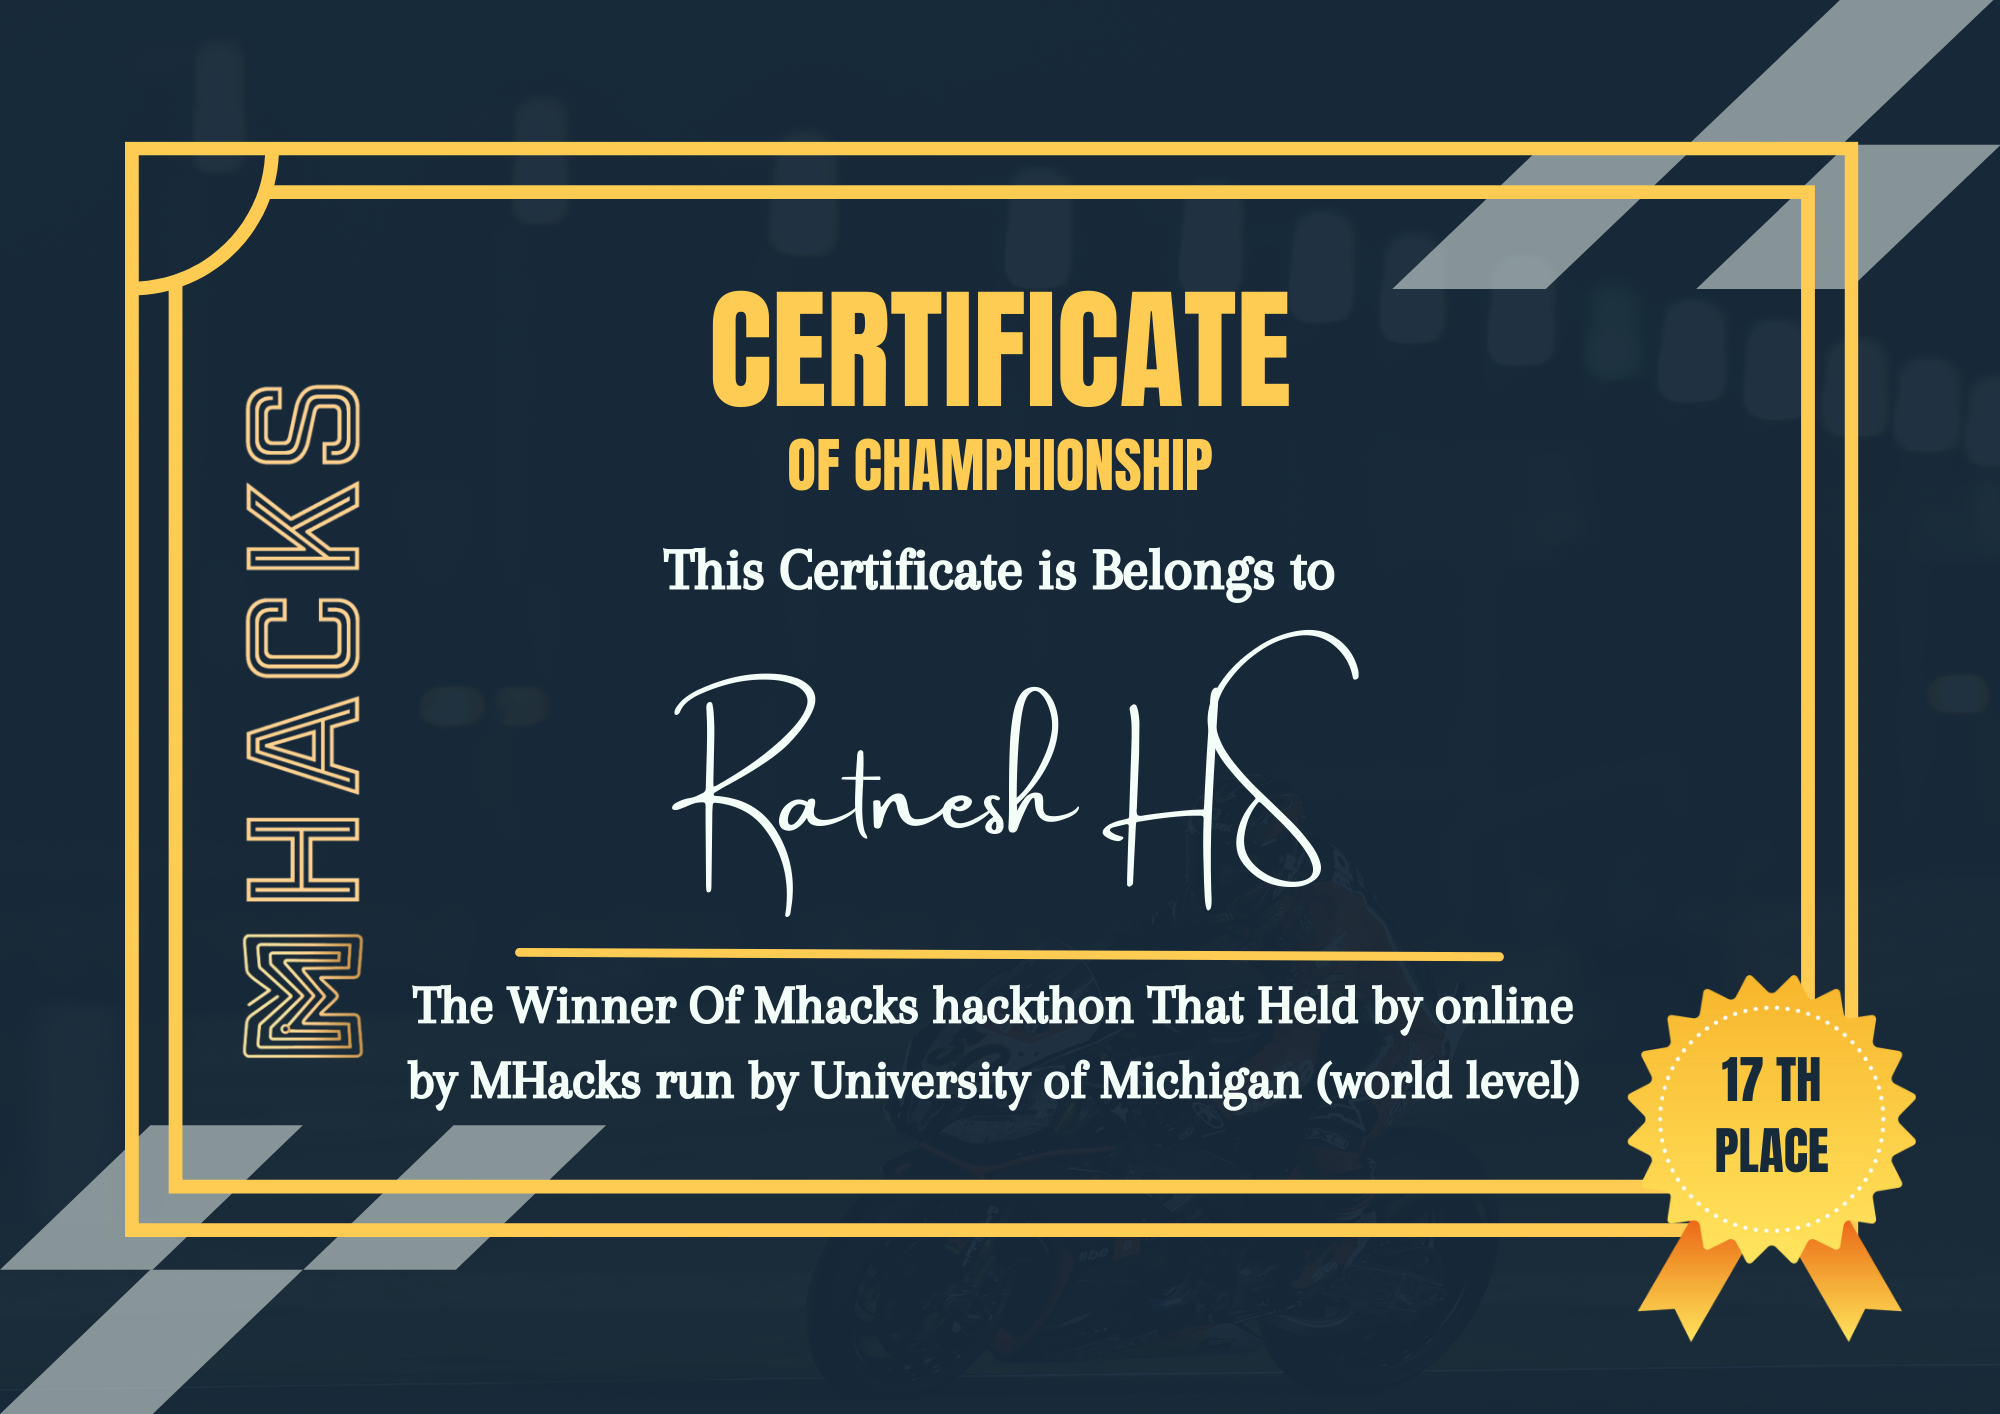 CERTIFICATE
OF CHAMPHIONSHIP
This Certificate is Belongs to
Ratnesh HS
The Winner Of Mhacks hackthon That Held by online
by MHacks run by University of Michigan (world level)
MHACKS
17 TH
PLACE